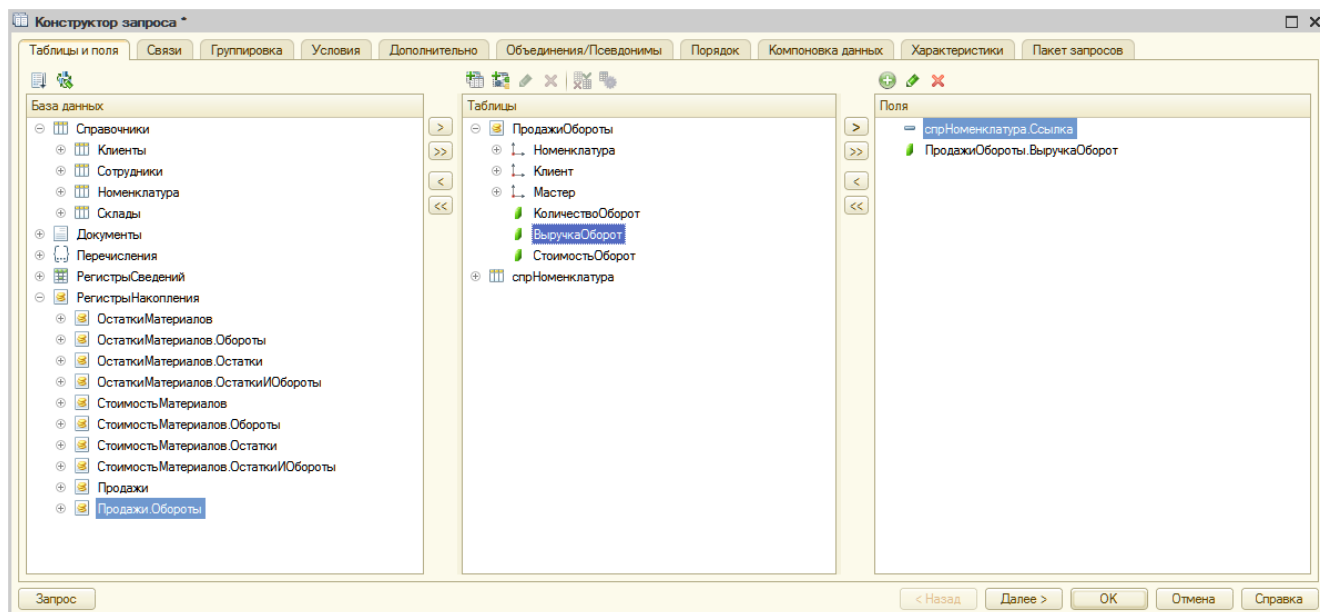 Конструктор запроса *
Таблицы и поля Связи Группировка Условия Дополнительно Объединения/Псевдонимы Порядок Компоновка данных Характеристики Пакет запросов
База данных
Справочники
Клиенты
Сотрудники
Номенклатура
Склады
Документы
Перечисления
РегистрыСведений
РегистрыНакопления
ОстаткиМатериалов
ОстаткиМатериалов.Обороты
ОстаткиМатериалов.Остатки
ОстаткиМатериалов.ОстаткиИОбороты
СтоимостьМатериалов
СтоимостьМатериалов.Обороты
СтоимостьМатериалов.Остатки
СтоимостьМатериалов.ОстаткиИОбороты
Продажи
Продажи.Обороты
>
>>
<
<<
Таблицы
ПродажиОбороты
Номенклатура
Клиент
Мастер
КоличествоОборот
ВыручкаОборот
СтоимостьОборот
спрНоменклатура
>
>>
<
<<
Поля
спрНоменклатура.Ссылка
ПродажиОбороты.ВыручкаОборот
Запрос < Назад Далее > OK Отмена Справка